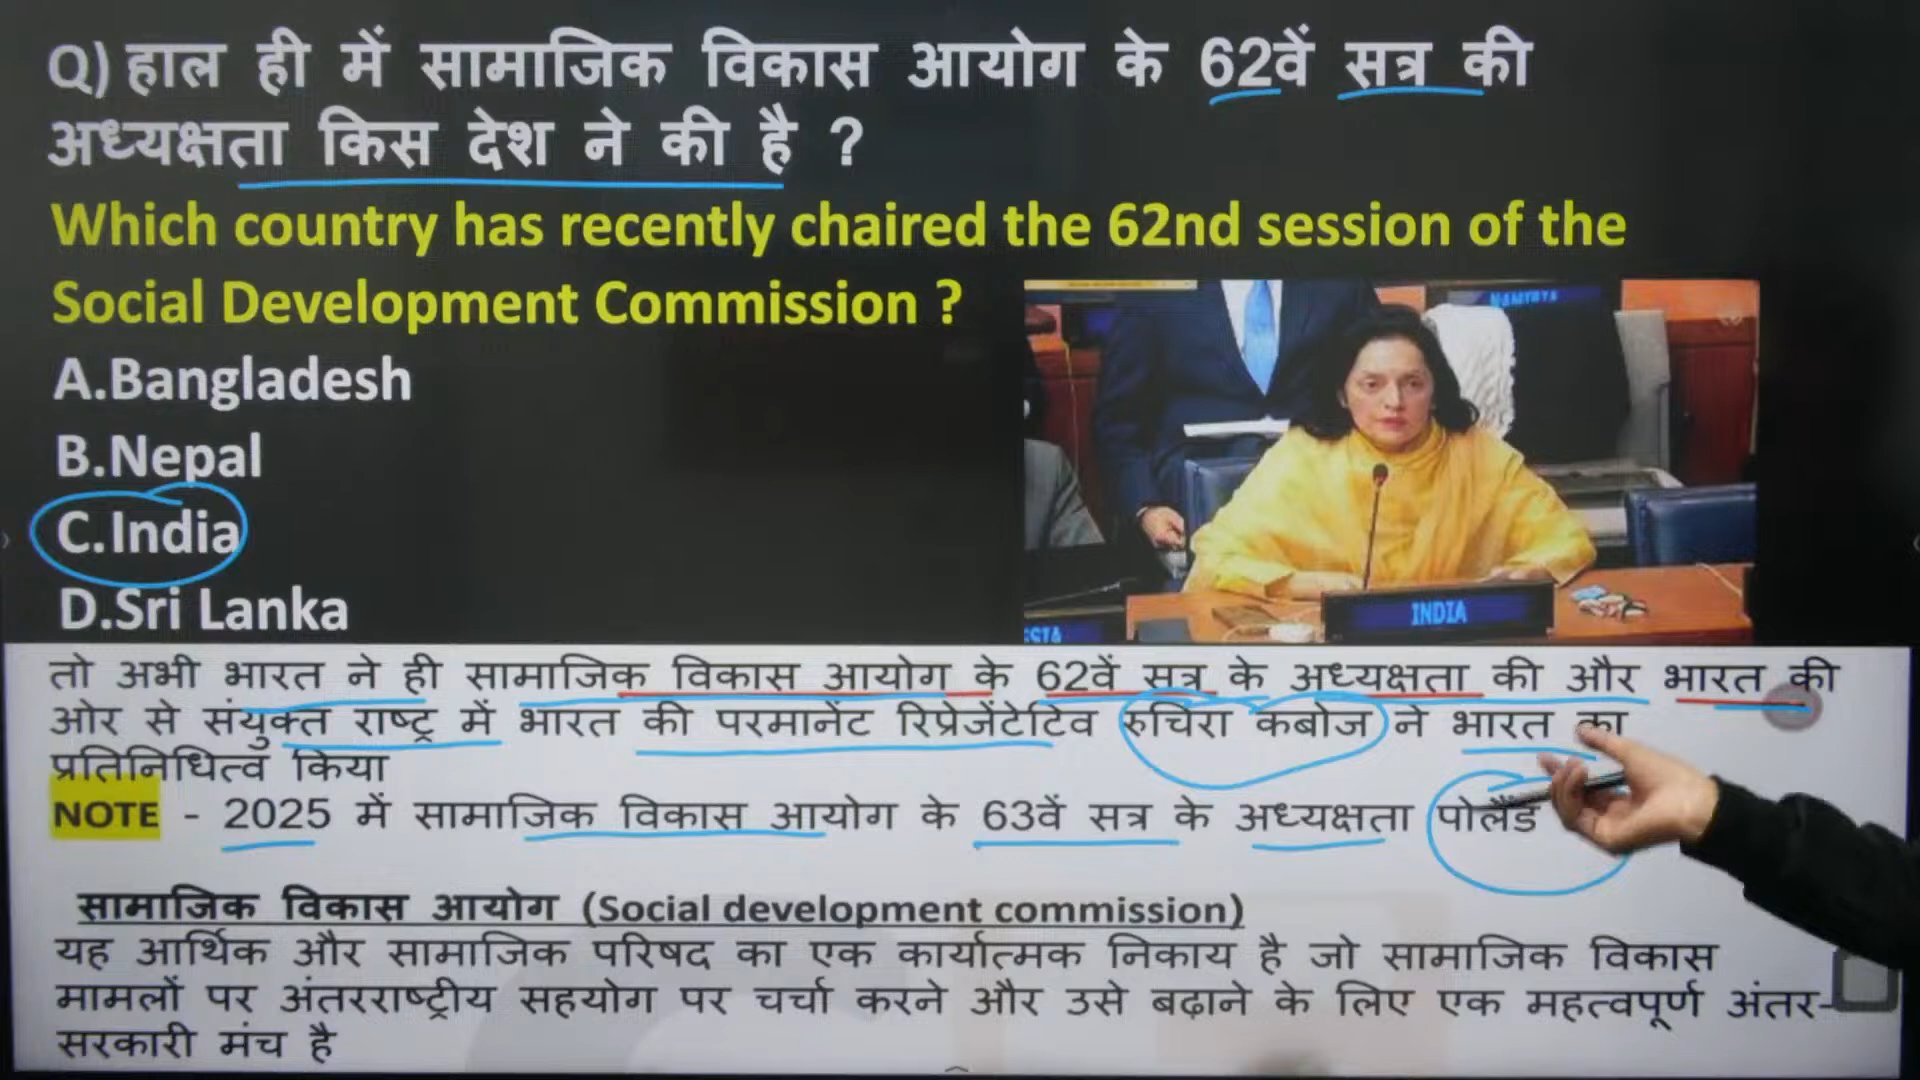 Q) हाल ही में सामाजिक विकास आयोग के 62वें सत्र की
अध्यक्षता किस देश ने की है ?
Which country has recently chaired the 62nd session of the
Social Development Commission ?
A.Bangladesh
B.Nepal
C.India
D.Sri Lanka
INDIA
तो अभी भारत ने ही सामाजिक विकास आयोग के 62वें सत्र के अध्यक्षता की और भारत की
ओर से संयुक्त राष्ट्र में भारत की परमानेंट रिप्रेजेंटेटिव रुचिरा कबोज ने भारत का
प्रतिनिधित्व किया
NOTE - 2025 में सामाजिक विकास आयोग के 63वें सत्र के अध्यक्षता पोलैंड
सामाजिक विकास आयोग (Social development commission)
यह आर्थिक और सामाजिक परिषद का एक कार्यात्मक निकाय है जो सामाजिक विकास
मामलों पर अंतरराष्ट्रीय सहयोग पर चर्चा करने और उसे बढ़ाने के लिए एक महत्वपूर्ण अंतर-
सरकारी मंच है